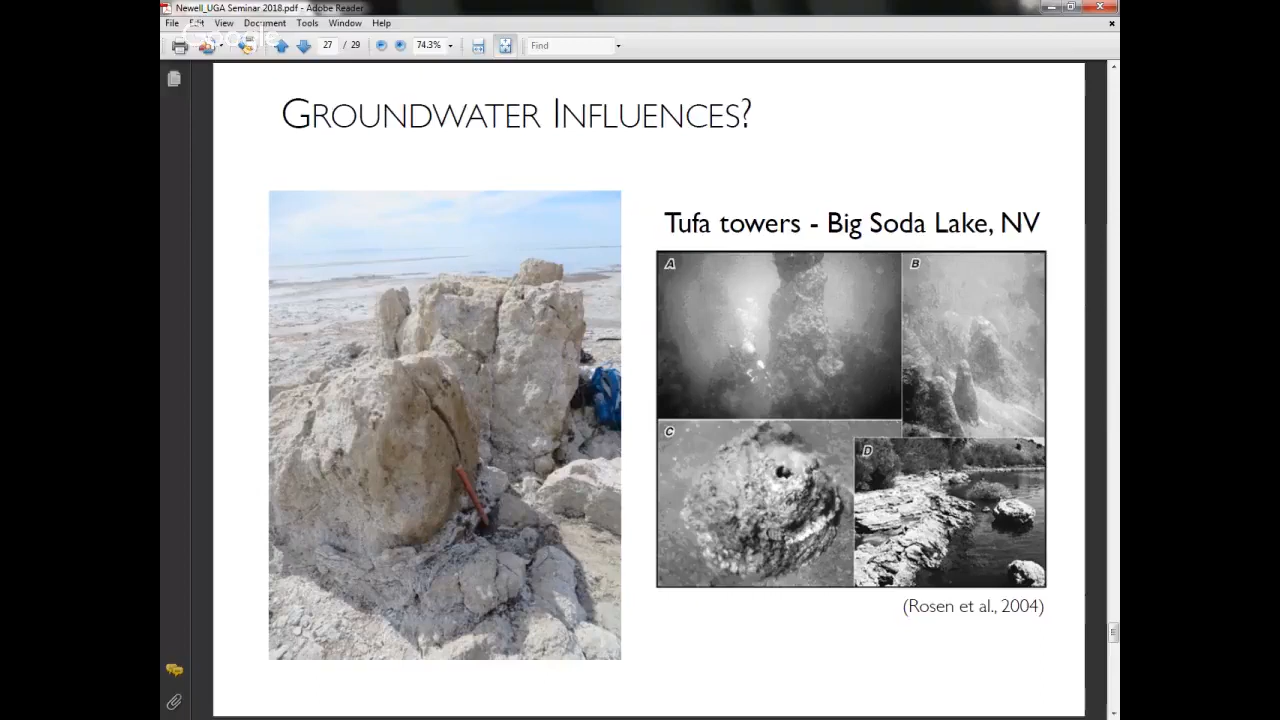 Newell_UGA Seminar 2018.pdf - Adobe Reader
File Edit View Document Tools Window Help
Google
27 / 29 74.3% Find
GROUNDWATER INFLUENCES?
Tufa towers - Big Soda Lake, NV
A
B
C
D
(Rosen et al., 2004)